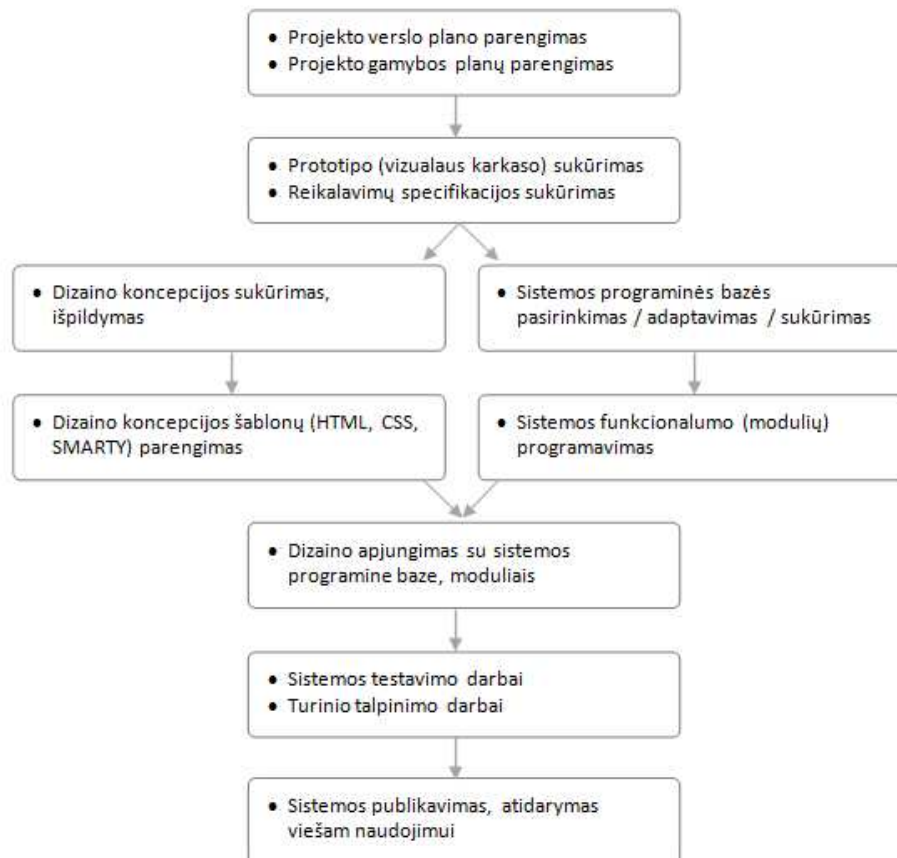 • Projekto verslo plano parengimas
• Projekto gamybos planų parengimas
• Prototipo (vizualaus karkaso) sukūrimas
• Reikalavimų specifikacijos sukūrimas
• Dizaino koncepcijos sukūrimas,
išpildymas
• Sistemos programinės bazės
pasirinkimas / adaptavimas / sukūrimas
• Dizaino koncepcijos šablonų (HTML, CSS,
SMARTY) parengimas
• Sistemos funkcionalumo (modulių)
programavimas
• Dizaino apjungimas su sistemos
programine baze, moduliais
• Sistemos testavimo darbai
• Turinio talpinimo darbai
• Sistemos publikavimas, atidarymas
viešam naudojimui